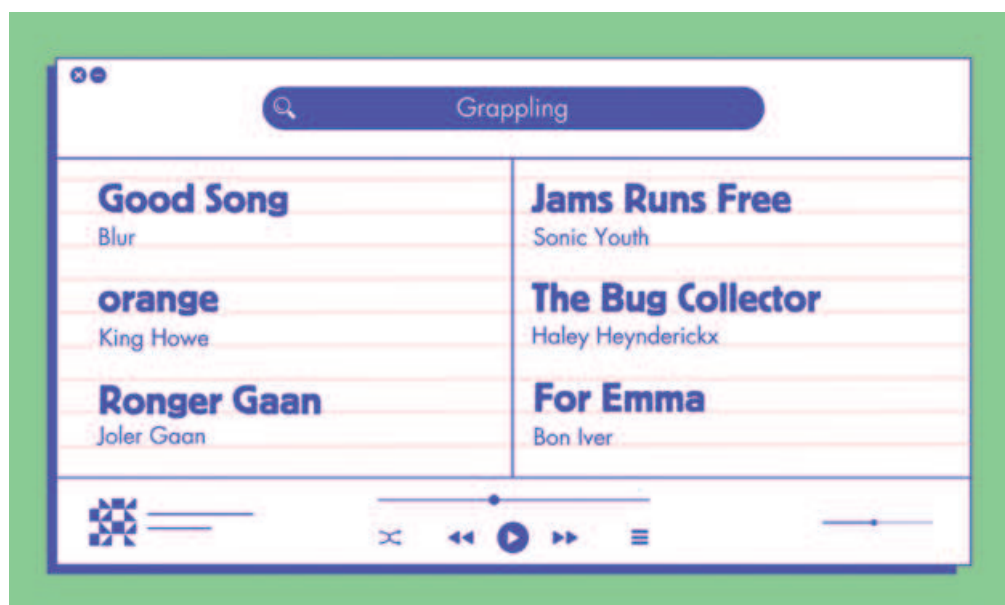 Grappling
Good Song
Blur
orange
King Howe
Ronger Gaan
Joler Gaan
Jams Runs Free
Sonic Youth
The Bug Collector
Haley Heynderickx
For Emma
Bon Iver